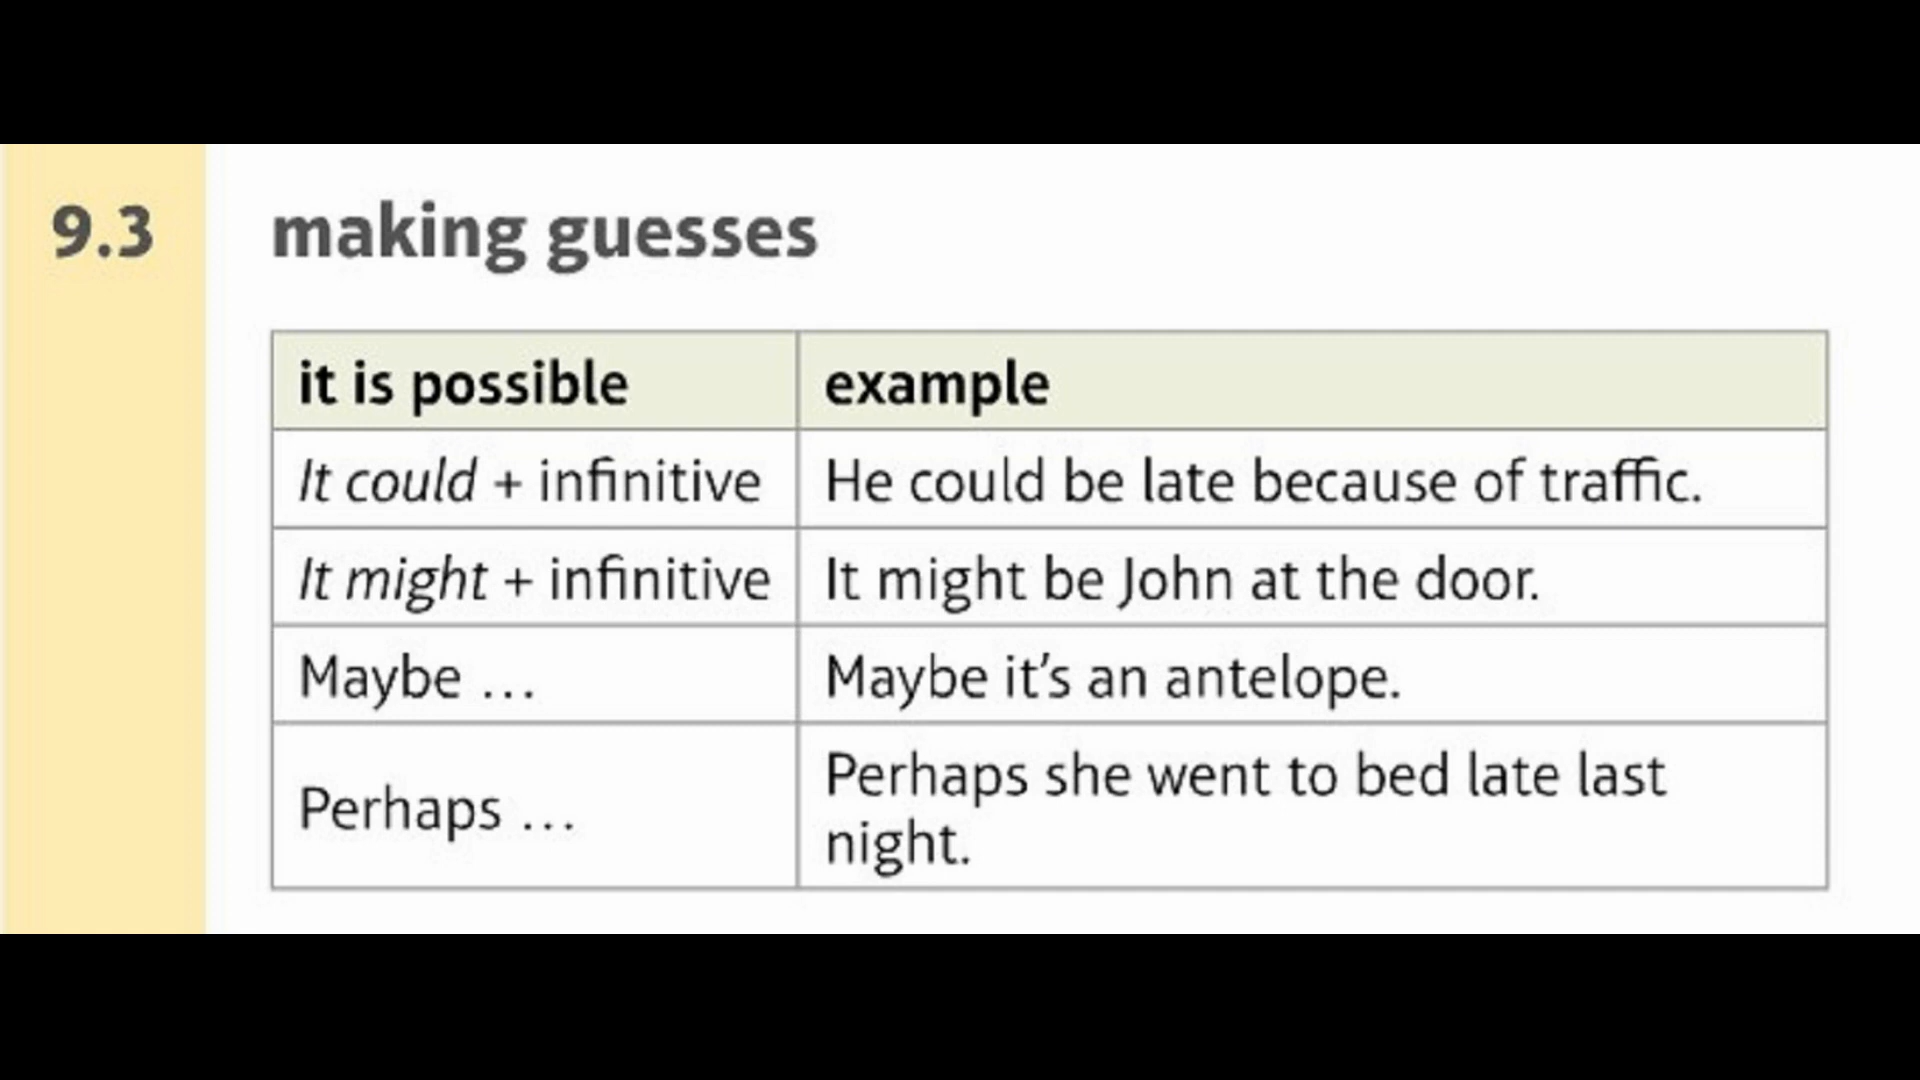 9.3 making guesses
it is possible example
It could + infinitive He could be late because of traffic.
It might + infinitive It might be John at the door.
Maybe ... Maybe it’s an antelope.
Perhaps ... Perhaps she went to bed late last
night.